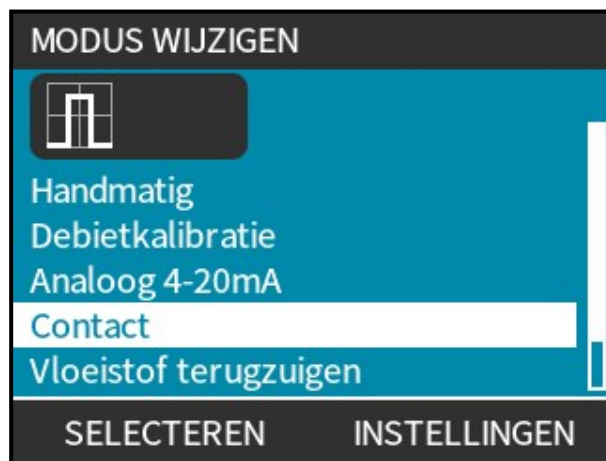 MODUS WIJZIGEN
Handmatig
Debietkalibratie
Analoog 4-20mA
Contact
Vloeistof terugzuigen
SELECTEREN INSTELLINGEN